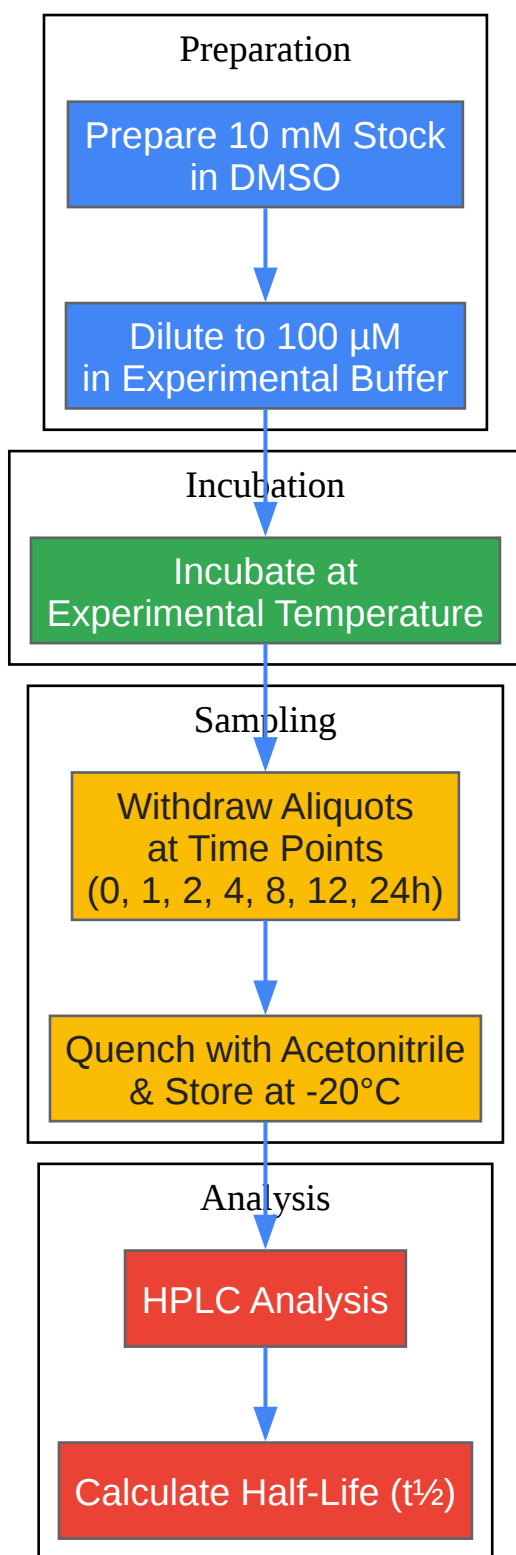 Preparation
Prepare 10 mM Stock
in DMSO
Dilute to 100 µM
in Experimental Buffer
Incubation
Incubate at
Experimental Temperature
Sampling
Withdraw Aliquots
at Time Points
(0, 1, 2, 4, 8, 12, 24h)
Quench with Acetonitrile
& Store at -20°C
Analysis
HPLC Analysis
Calculate Half-Life (t½)